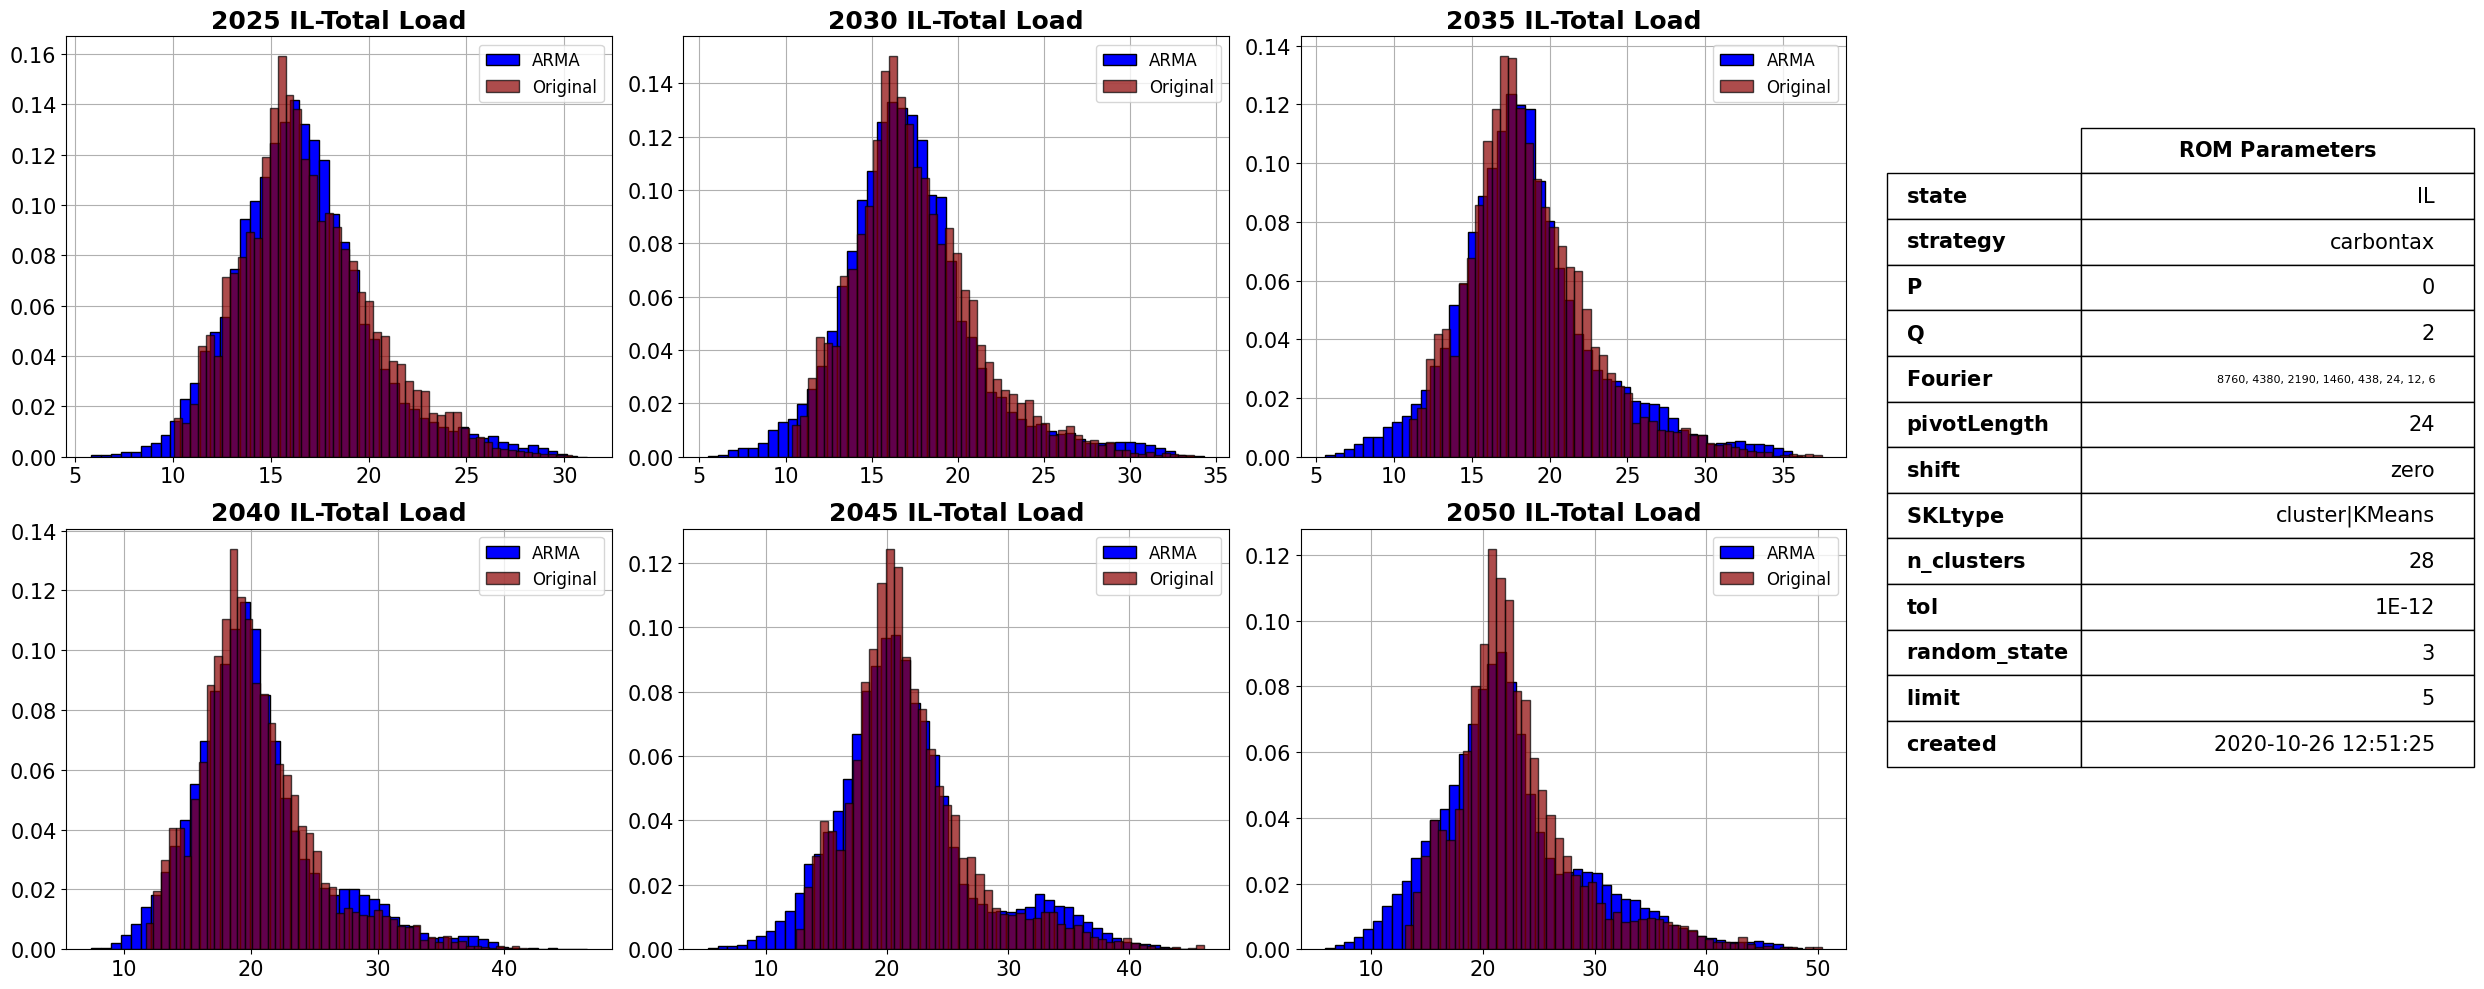 2025 IL-Total Load
0.16
0.14
0.12
0.10
0.08
0.06
0.04
0.02
0.00
5 10 15 20 25 30
ARMA
Original
2030 IL-Total Load
0.14
0.12
0.10
0.08
0.06
0.04
0.02
0.00
5 10 15 20 25 30 35
ARMA
Original
2035 IL-Total Load
0.14
0.12
0.10
0.08
0.06
0.04
0.02
0.00
5 10 15 20 25 30 35
ARMA
Original
2040 IL-Total Load
0.14
0.12
0.10
0.08
0.06
0.04
0.02
0.00
10 20 30 40
ARMA
Original
2045 IL-Total Load
0.12
0.10
0.08
0.06
0.04
0.02
0.00
10 20 30 40
ARMA
Original
2050 IL-Total Load
0.12
0.10
0.08
0.06
0.04
0.02
0.00
10 20 30 40 50
ARMA
Original
ROM Parameters
state IL
strategy carbontax
P 0
Q 2
Fourier 8760, 4380, 2190, 1460, 438, 24, 12, 6
pivotLength 24
shift zero
SKLtype cluster|KMeans
n_clusters 28
tol 1E-12
random_state 3
limit 5
created 2020-10-26 12:51:25